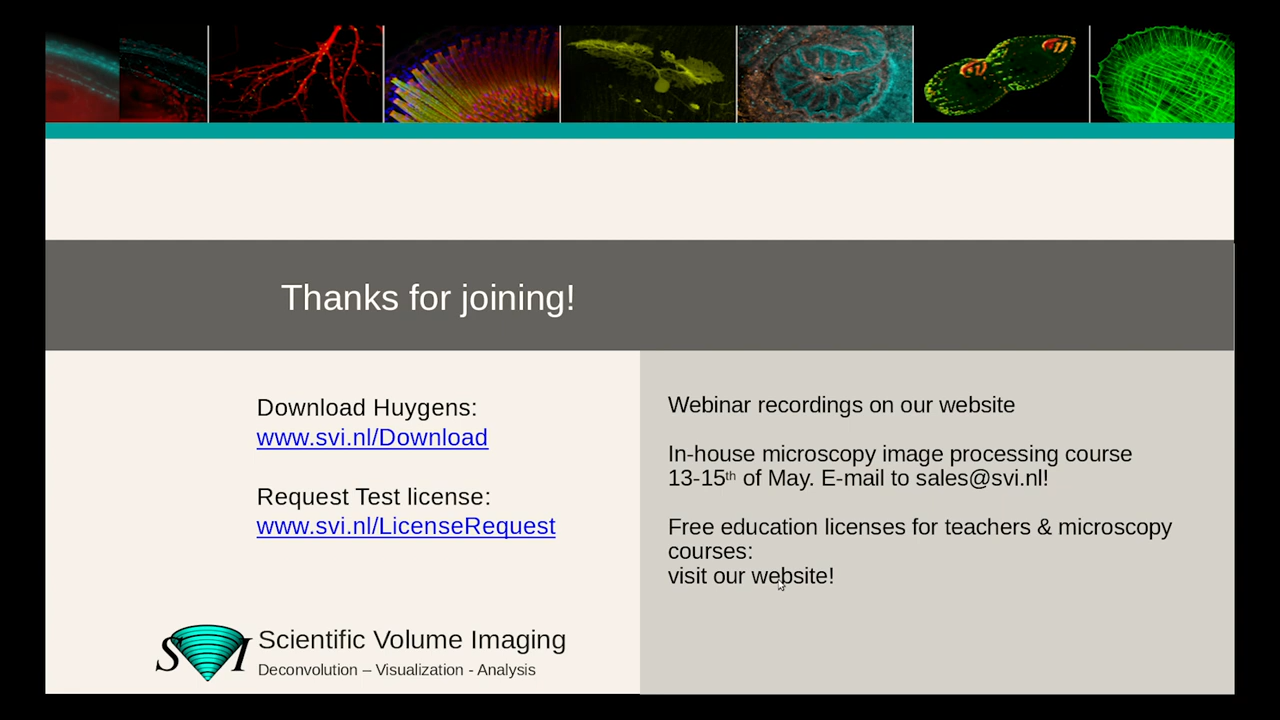 Thanks for joining!
Download Huygens:
www.svi.nl/Download
Request Test license:
www.svi.nl/LicenseRequest
Webinar recordings on our website
In-house microscopy image processing course
13-15th of May. E-mail to sales@svi.nl!
Free education licenses for teachers & microscopy
courses:
visit our website!
SVI
Scientific Volume Imaging
Deconvolution – Visualization - Analysis